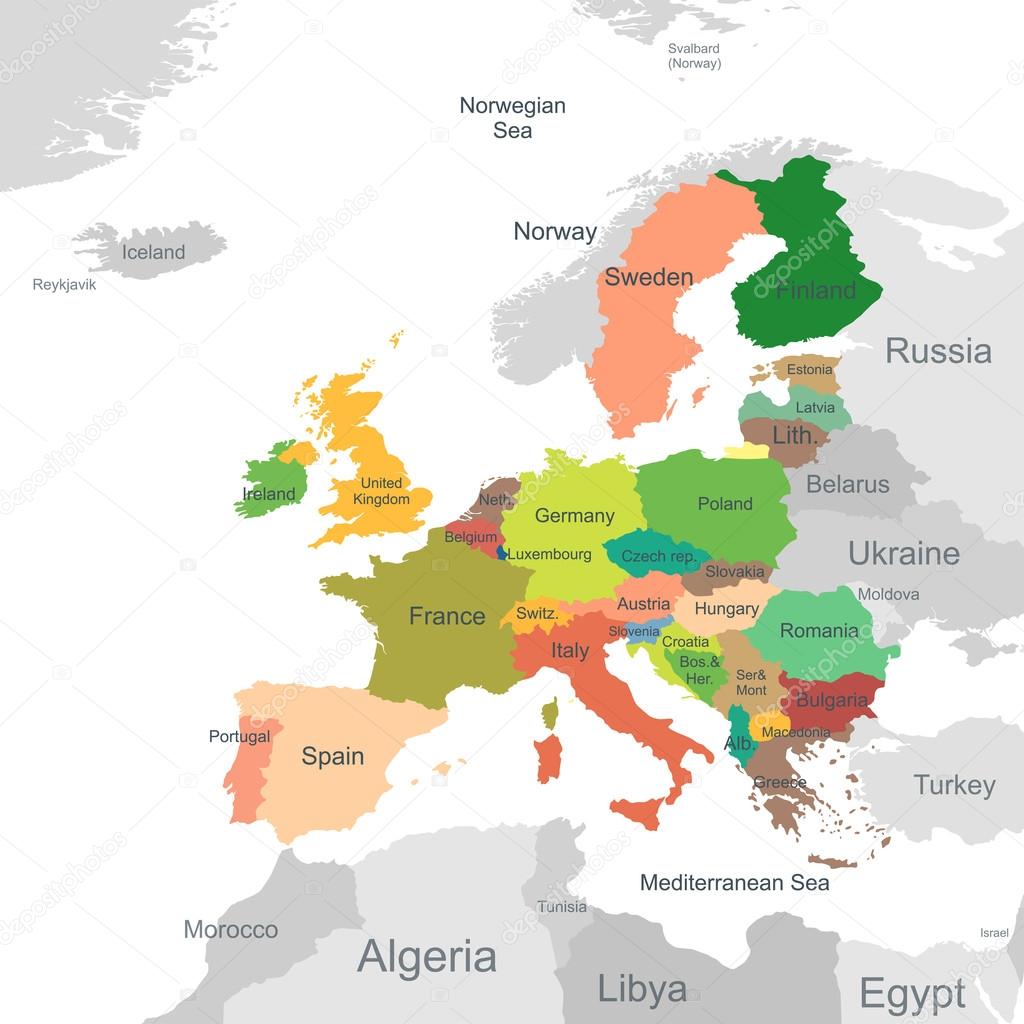 Svalbard
(Norway)
Norwegian
Sea
Norway
Iceland
Reykjavik
Sweden
Finland
Russia
Estonia
Latvia
Lith.
Belarus
United
Kingdom
Ireland
Neth.
Germany
Poland
Belgium
Luxembourg
Czech rep.
Ukraine
Slovakia
Moldova
France
Switz.
Austria
Hungary
Romania
Slovenia
Croatia
Italy
Bos.&
Her.
Ser&
Mont
Bulgaria
Portugal
Spain
Alb.
Macedonia
Greece
Turkey
Mediterranean Sea
Tunisia
Morocco
Algeria
Libya
Egypt
Israel
depositphotos